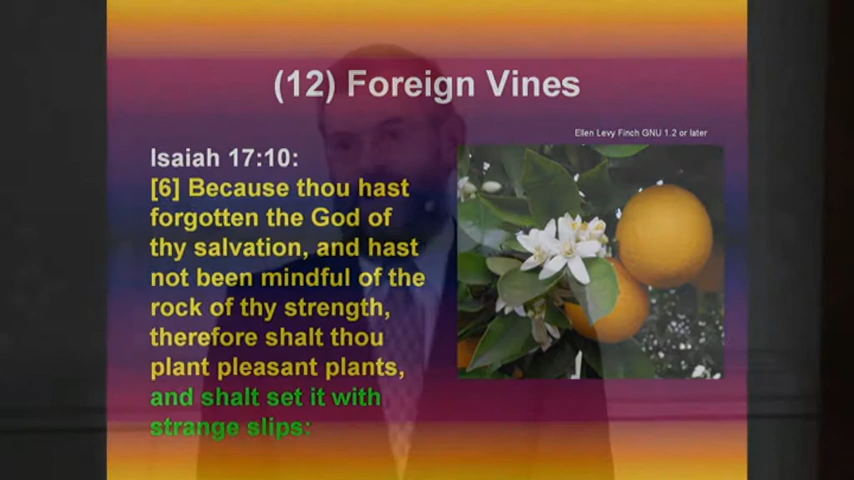 (12) Foreign Vines
Ellen Levy Finch GNU 1.2 or later
Isaiah 17:10:
[6] Because thou hast
forgotten the God of
thy salvation, and hast
not been mindful of the
rock of thy strength,
therefore shalt thou
plant pleasant plants,
and shalt set it with
strange slips: